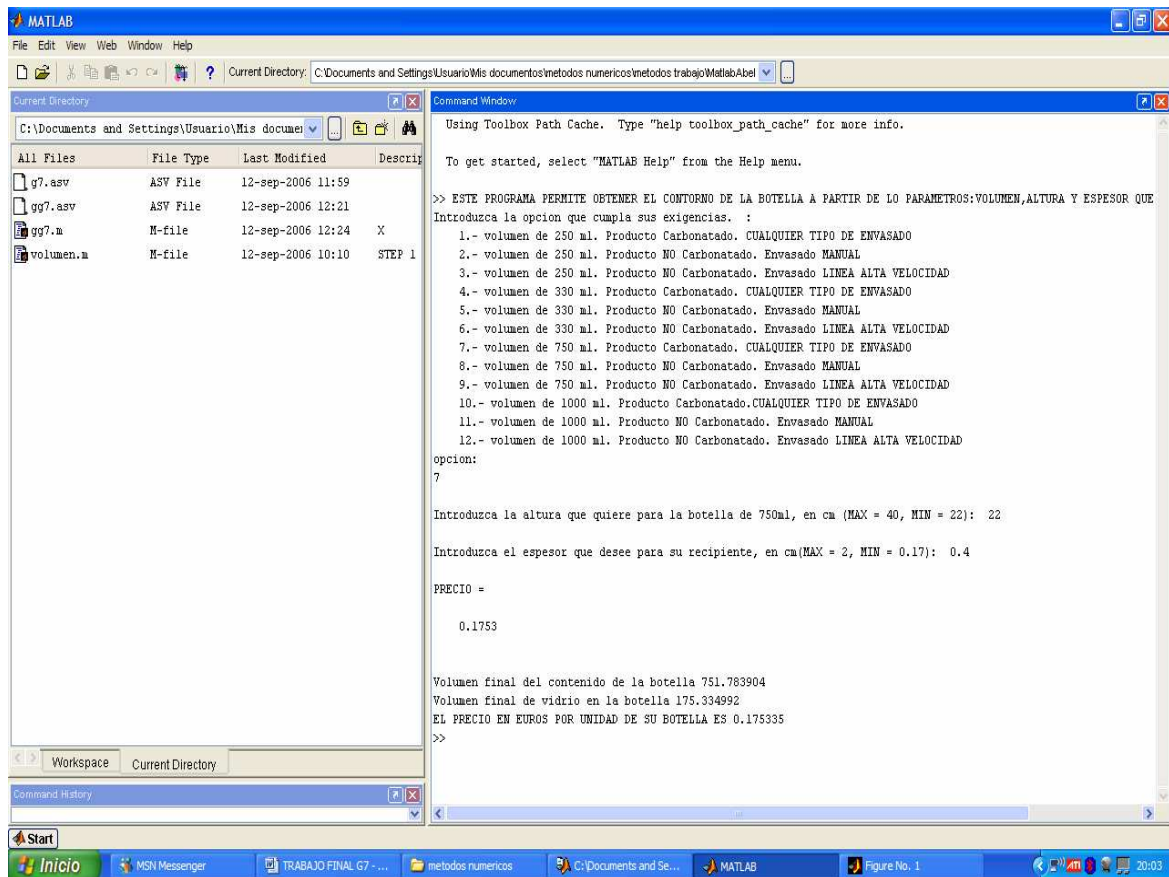 MATLAB
File Edit View Web Window Help
Current Directory: C:\Documents and Settings\Usuario\Mis documentos\metodos numericos\metodos trabajo\MatlabAbel
Current Directory
C:\Documents and Settings\Usuario\Mis documen
All Files File Type Last Modified Descrip
g7.asv ASV File 12-sep-2006 11:59
gg7.asv ASV File 12-sep-2006 12:21
gg7.m M-file 12-sep-2006 12:24 X
volumen.m M-file 12-sep-2006 10:10 STEP 1
Workspace Current Directory
Command History
Command Window
Using Toolbox Path Cache. Type "help toolbox_path_cache" for more info.
To get started, select "MATLAB Help" from the Help menu.
>> ESTE PROGRAMA PERMITE OBTENER EL CONTORNO DE LA BOTELLA A PARTIR DE LO PARAMETROS:VOLUMEN,ALTURA Y ESPESOR QUE
Introduzca la opcion que cumpla sus exigencias. :
1.- volumen de 250 ml. Producto Carbonatado. CUALQUIER TIPO DE ENVASADO
2.- volumen de 250 ml. Producto NO Carbonatado. Envasado MANUAL
3.- volumen de 250 ml. Producto NO Carbonatado. Envasado LINEA ALTA VELOCIDAD
4.- volumen de 330 ml. Producto Carbonatado. CUALQUIER TIPO DE ENVASADO
5.- volumen de 330 ml. Producto NO Carbonatado. Envasado MANUAL
6.- volumen de 330 ml. Producto NO Carbonatado. Envasado LINEA ALTA VELOCIDAD
7.- volumen de 750 ml. Producto Carbonatado. CUALQUIER TIPO DE ENVASADO
8.- volumen de 750 ml. Producto NO Carbonatado. Envasado MANUAL
9.- volumen de 750 ml. Producto NO Carbonatado. Envasado LINEA ALTA VELOCIDAD
10.- volumen de 1000 ml. Producto Carbonatado.CUALQUIER TIPO DE ENVASADO
11.- volumen de 1000 ml. Producto NO Carbonatado. Envasado MANUAL
12.- volumen de 1000 ml. Producto NO Carbonatado. Envasado LINEA ALTA VELOCIDAD
opcion:
7
Introduzca la altura que quiere para la botella de 750ml, en cm (MAX = 40, MIN = 22): 22
Introduzca el espesor que desee para su recipiente, en cm(MAX = 2, MIN = 0.17): 0.4
PRECIO =
0.1753
Volumen final del contenido de la botella 751.783904
Volumen final de vidrio en la botella 175.334992
EL PRECIO EN EUROS POR UNIDAD DE SU BOTELLA ES 0.175335
>>
Start
Inicio MSN Messenger TRABAJO FINAL G7 - ... metodos numericos C:\Documents and Se... MATLAB Figure No. 1 20:03